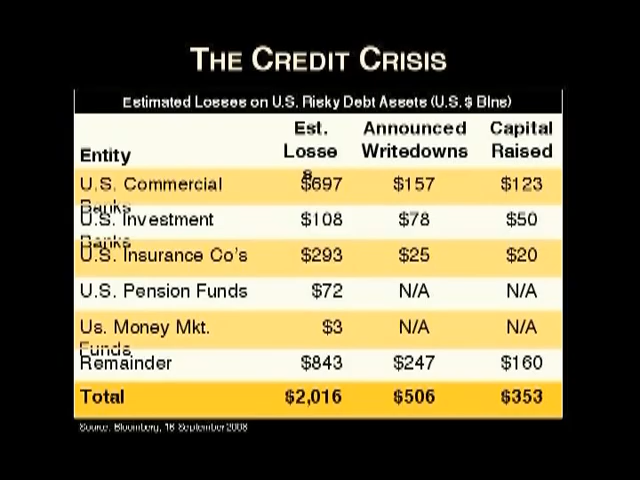 THE CREDIT CRISIS
Estimated Losses on U.S. Risky Debt Assets (U.S. $ Blns)
Entity Est. Losses Announced Writedowns Capital Raised
U.S. Commercial Banks $697 $157 $123
U.S. Investment Banks $108 $78 $50
U.S. Insurance Co's $293 $25 $20
U.S. Pension Funds $72 N/A N/A
Us. Money Mkt. Funds $3 N/A N/A
Remainder $843 $247 $160
Total $2,016 $506 $353
Source: Bloomberg, 16 September 2008